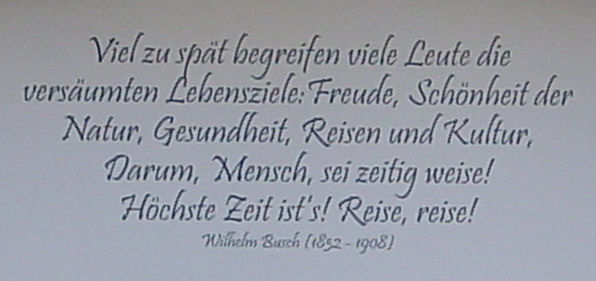 Viel zu spät begreifen viele Leute die
versäumten Lebensziele: Freude, Schönheit der
Natur, Gesundheit, Reisen und Kultur,
Darum, Mensch, sei zeitig weise!
Höchste Zeit ist's! Reise, reise!
Wilhelm Busch (1852 - 1908)